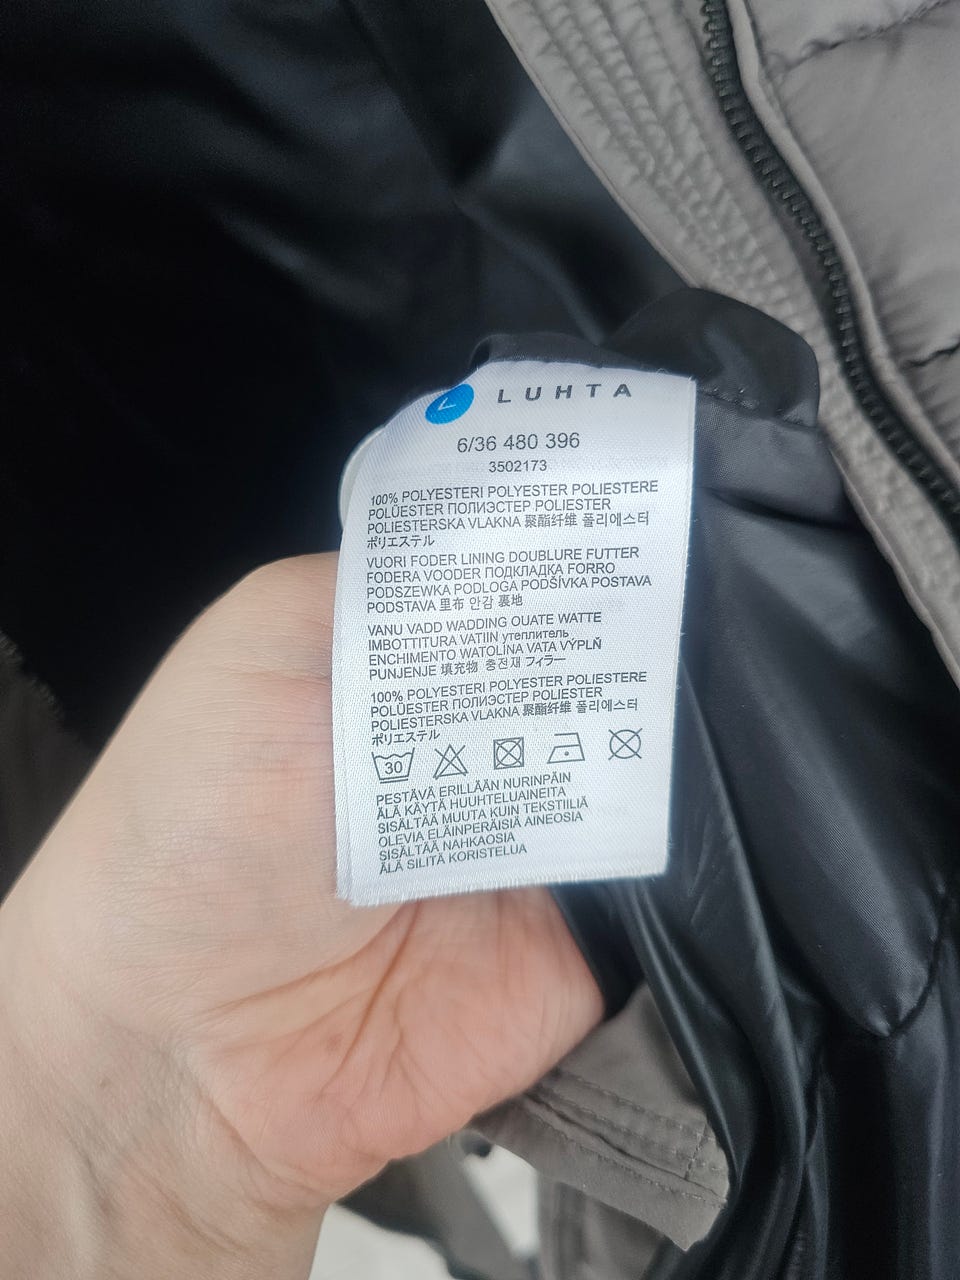 LUHTA
6/36 480 396
3502173
100% POLYESTERI POLYESTER POLIESTERE
POLÜESTER ПОЛИЭСТЕР POLIESTER
POLIESTERSKA VLAKNA 聚酯纤维 폴리에스터
ポリエステル
VUORI FODER LINING DOUBLURE FUTTER
FODERA VOODER ПОДКЛАДКА FORRO
PODSZEWKA PODLOGA PODŠÍVKA POSTAVA
PODSTAVA 里布 안감 裏地
VANU VADD WADDING OUATE WATTE
IMBOTTITURA VATIIN утеплитель
ENCHIMENTO WATOLINA VATA VÝPLŇ
PUNJENJE 填充物 충전재 フィラー
100% POLYESTERI POLYESTER POLIESTERE
POLÜESTER ПОЛИЭСТЕР POLIESTER
POLIESTERSKA VLAKNA 聚酯纤维 폴리에스터
ポリエステル
30
PESTÄVÄ ERILLÄÄN NURINPÄIN
ÄLÄ KÄYTÄ HUUHTELUAINEITA
SISÄLTÄÄ MUUTA KUIN TEKSTIILIÄ
OLEVIA ELÄINPERÄISIÄ AINEOSIA
SISÄLTÄÄ NAHKAOSIA
ÄLÄ SILITÄ KORISTELUA